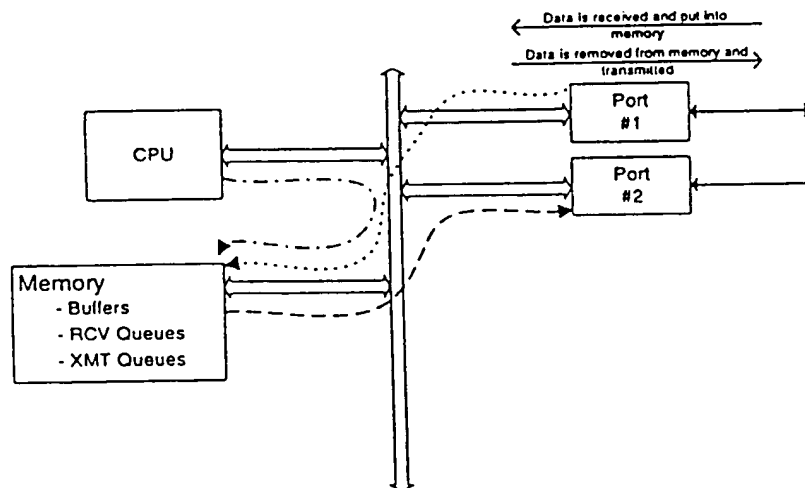 Data is received and put into
memory
Data is removed from memory and
transmitted
Port
#1
CPU
Port
#2
Memory
- Buffers
- RCV Queues
- XMT Queues